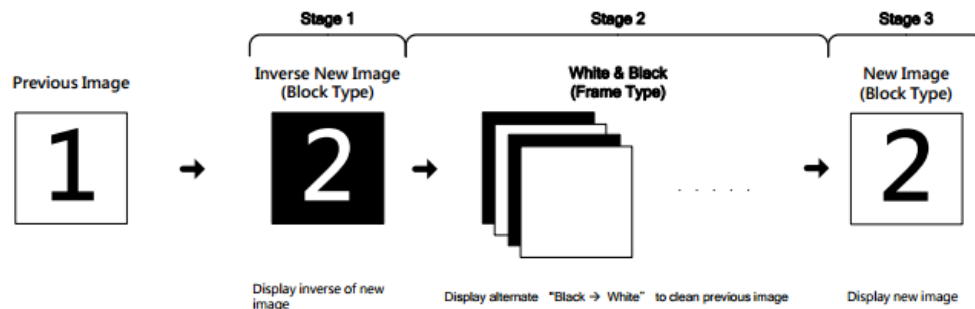 Stage 1
Stage 2
Stage 3
Previous Image
Inverse New Image
(Block Type)
White & Black
(Frame Type)
New Image
(Block Type)
1
2
2
. . . . .
Display inverse of new
image
Display alternate "Black → White" to clean previous image
Display new image